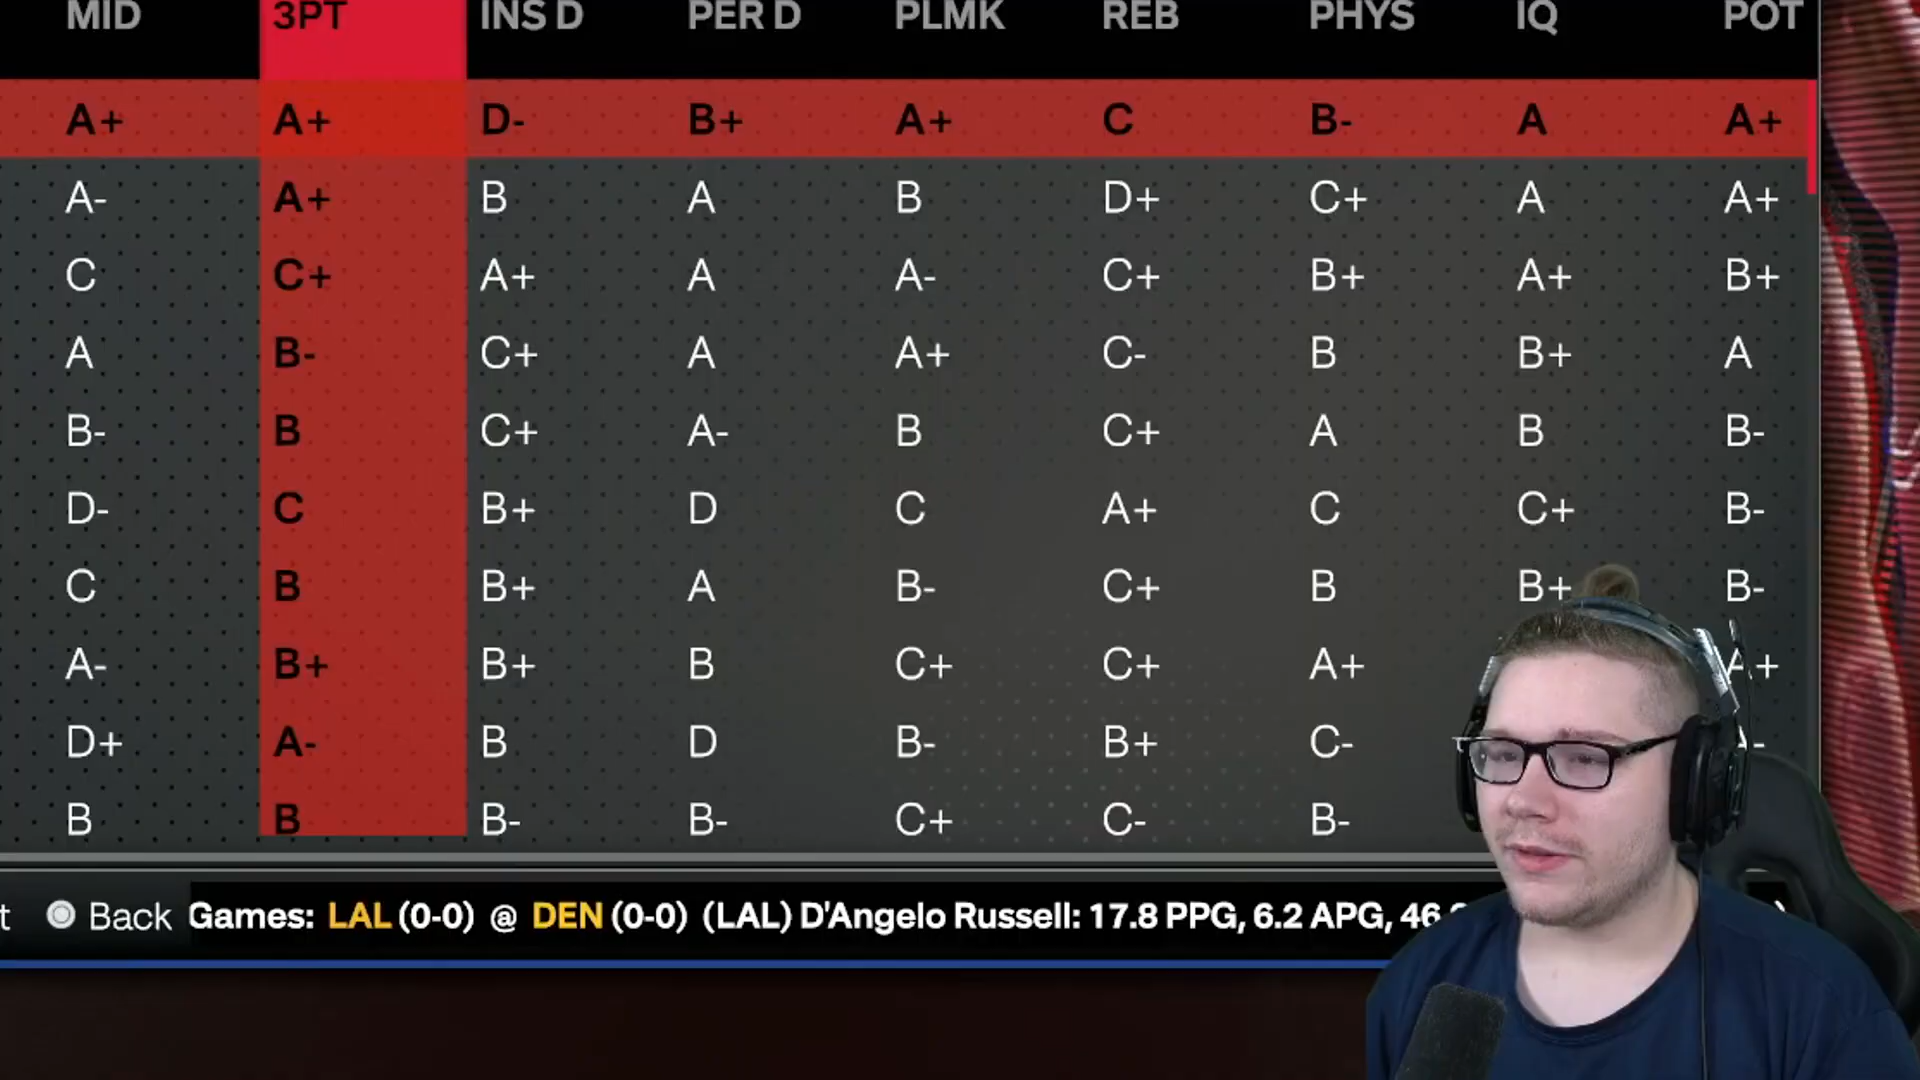 MID 3PT INS D PER D PLMK REB PHYS IQ POT
A+ A+ D- B+ A+ C B- A A+
A- A+ B A B D+ C+ A A+
C C+ A+ A A- C+ B+ A+ B+
A B- C+ A A+ C- B B+ A
B- B C+ A- B C+ A B B-
D- C B+ D C A+ C C+ B-
C B B+ A B- C+ B B+ B-
A- B+ B+ B C+ C+ A+ A+
D+ A- B D B- B+ C-
B B B- B- C+ C- B-
t Back Games: LAL (0-0) @ DEN (0-0) (LAL) D'Angelo Russell: 17.8 PPG, 6.2 APG, 46